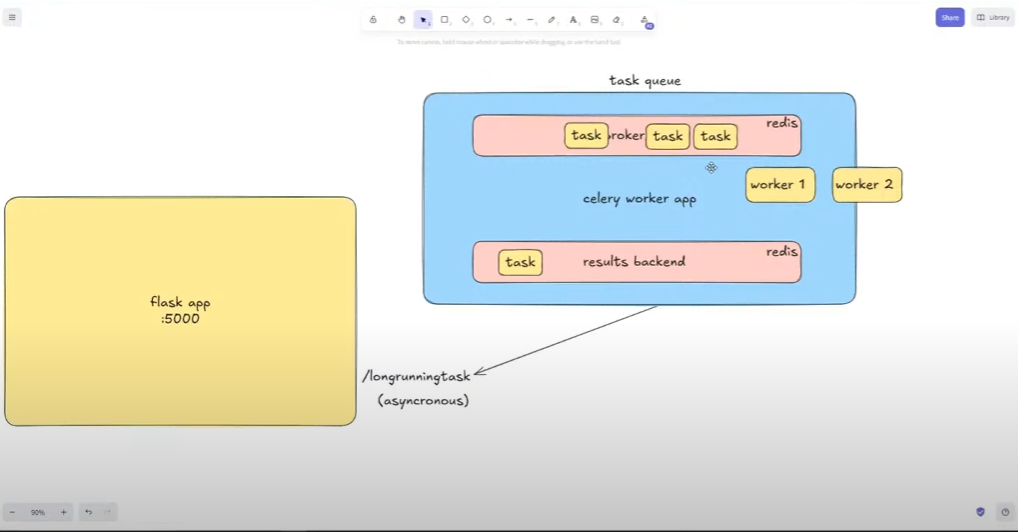 Share
Library
To move canvas, hold mouse wheel or spacebar while dragging, or use the hand tool
task queue
redis
task roker task task
worker 1 worker 2
celery worker app
redis
task results backend
flask app
:5000
/longrunningtask
(asyncronous)
90%